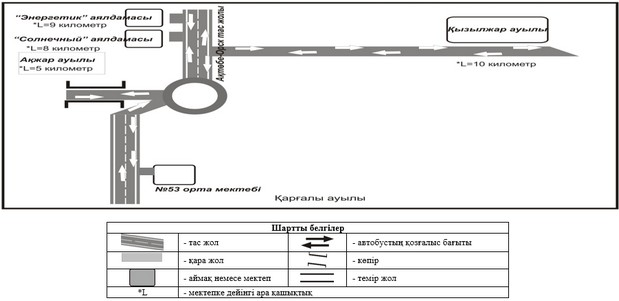 “Энергетик” аялдамасы
*L=9 километр
“Солнечный” аялдамасы
*L=8 километр
Ақжар ауылы
*L=5 километр
Ақтөбе-Орск тас жолы
Қызылжар ауылы
*L=10 километр
№53 орта мектебі
Қарғалы ауылы
Шартты белгілер
- тас жол
- автобустың қозғалыс бағыты
- қара жол
- көпір
- аймақ немесе мектеп
- темір жол
*L
- мектепке дейінгі ара қашықтық